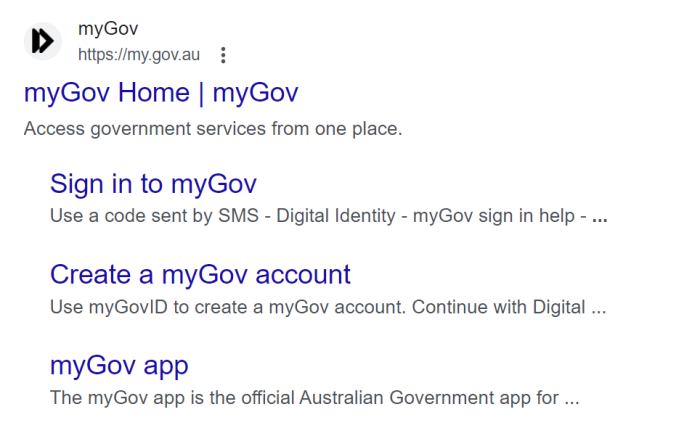 myGov
https://my.gov.au
myGov Home | myGov
Access government services from one place.
Sign in to myGov
Use a code sent by SMS - Digital Identity - myGov sign in help - ...
Create a myGov account
Use myGovID to create a myGov account. Continue with Digital ...
myGov app
The myGov app is the official Australian Government app for ...